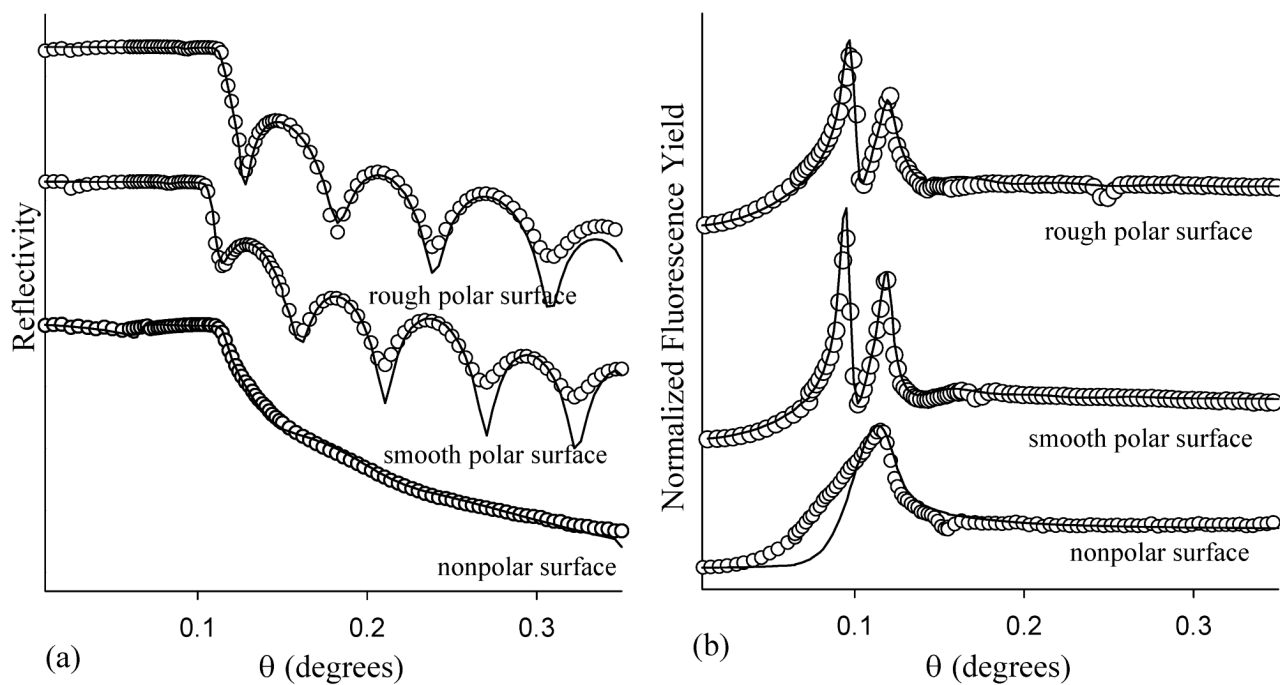 Reflectivity
rough polar surface
smooth polar surface
nonpolar surface
0.1
0.2
0.3
(a)
θ (degrees)
Normalized Fluorescence Yield
rough polar surface
smooth polar surface
nonpolar surface
0.1
0.2
0.3
(b)
θ (degrees)